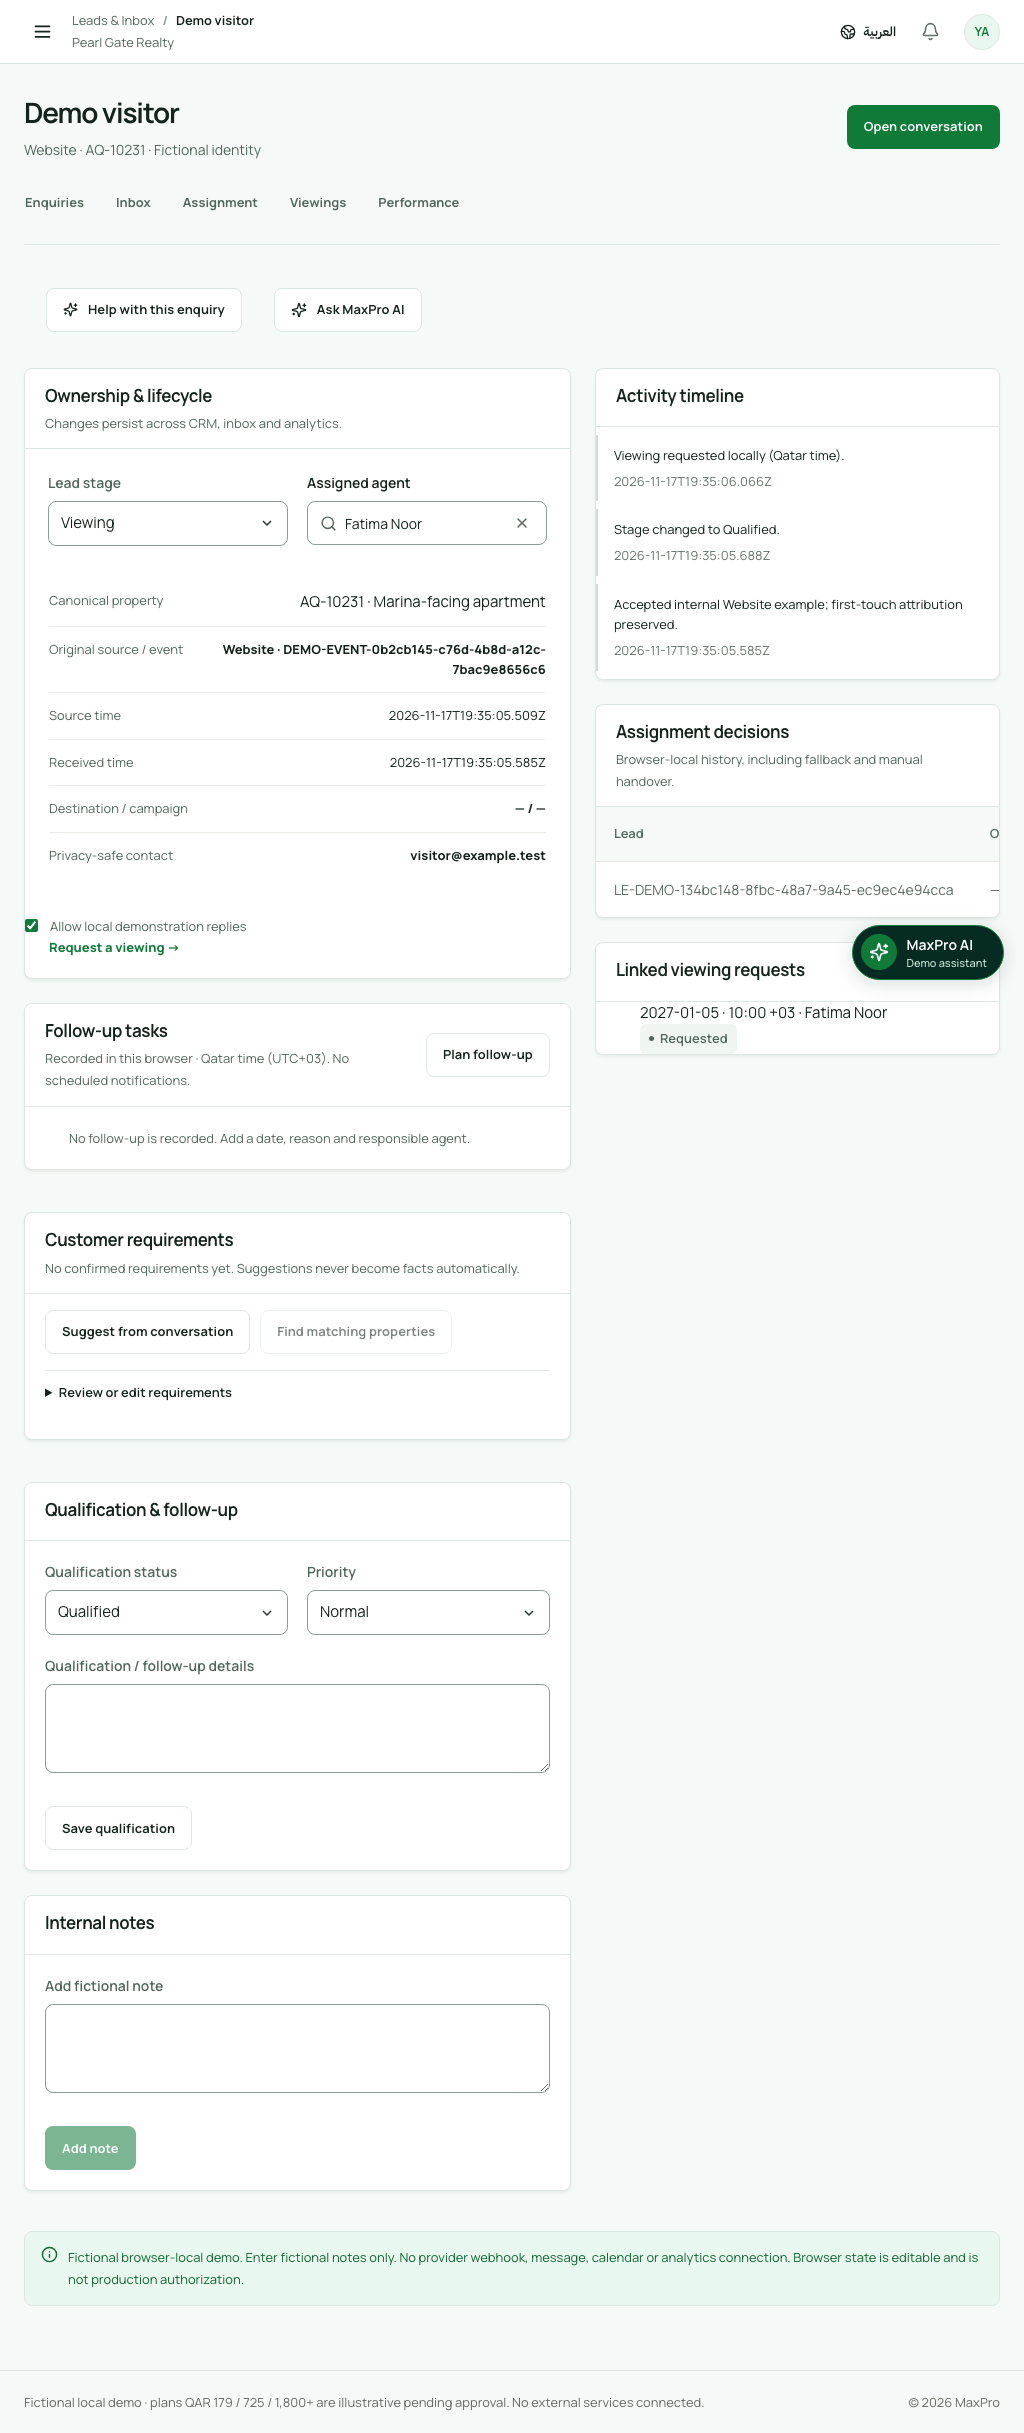 Leads & Inbox / Demo visitor
Pearl Gate Realty
العربية
YA
Demo visitor
Website · AQ-10231 · Fictional identity
Open conversation
Enquiries
Inbox
Assignment
Viewings
Performance
Help with this enquiry
Ask MaxPro AI
Ownership & lifecycle
Changes persist across CRM, inbox and analytics.
Lead stage
Assigned agent
Viewing
Fatima Noor
Canonical property
AQ-10231 · Marina-facing apartment
Original source / event
Website · DEMO-EVENT-0b2cb145-c76d-4b8d-a12c-
7bac9e8656c6
Source time
2026-11-17T19:35:05.509Z
Received time
2026-11-17T19:35:05.585Z
Destination / campaign
— / —
Privacy-safe contact
visitor@example.test
Allow local demonstration replies
Request a viewing →
Follow-up tasks
Recorded in this browser · Qatar time (UTC+03). No
scheduled notifications.
Plan follow-up
No follow-up is recorded. Add a date, reason and responsible agent.
Customer requirements
No confirmed requirements yet. Suggestions never become facts automatically.
Suggest from conversation
Find matching properties
Review or edit requirements
Qualification & follow-up
Qualification status
Priority
Qualified
Normal
Qualification / follow-up details
Save qualification
Internal notes
Add fictional note
Add note
Activity timeline
Viewing requested locally (Qatar time).
2026-11-17T19:35:06.066Z
Stage changed to Qualified.
2026-11-17T19:35:05.688Z
Accepted internal Website example; first-touch attribution
preserved.
2026-11-17T19:35:05.585Z
Assignment decisions
Browser-local history, including fallback and manual
handover.
Lead
O
LE-DEMO-134bc148-8fbc-48a7-9a45-ec9ec4e94cca
—
MaxPro AI
Demo assistant
Linked viewing requests
2027-01-05 · 10:00 +03 · Fatima Noor
Requested
Fictional browser-local demo. Enter fictional notes only. No provider webhook, message, calendar or analytics connection. Browser state is editable and is
not production authorization.
Fictional local demo · plans QAR 179 / 725 / 1,800+ are illustrative pending approval. No external services connected.
© 2026 MaxPro